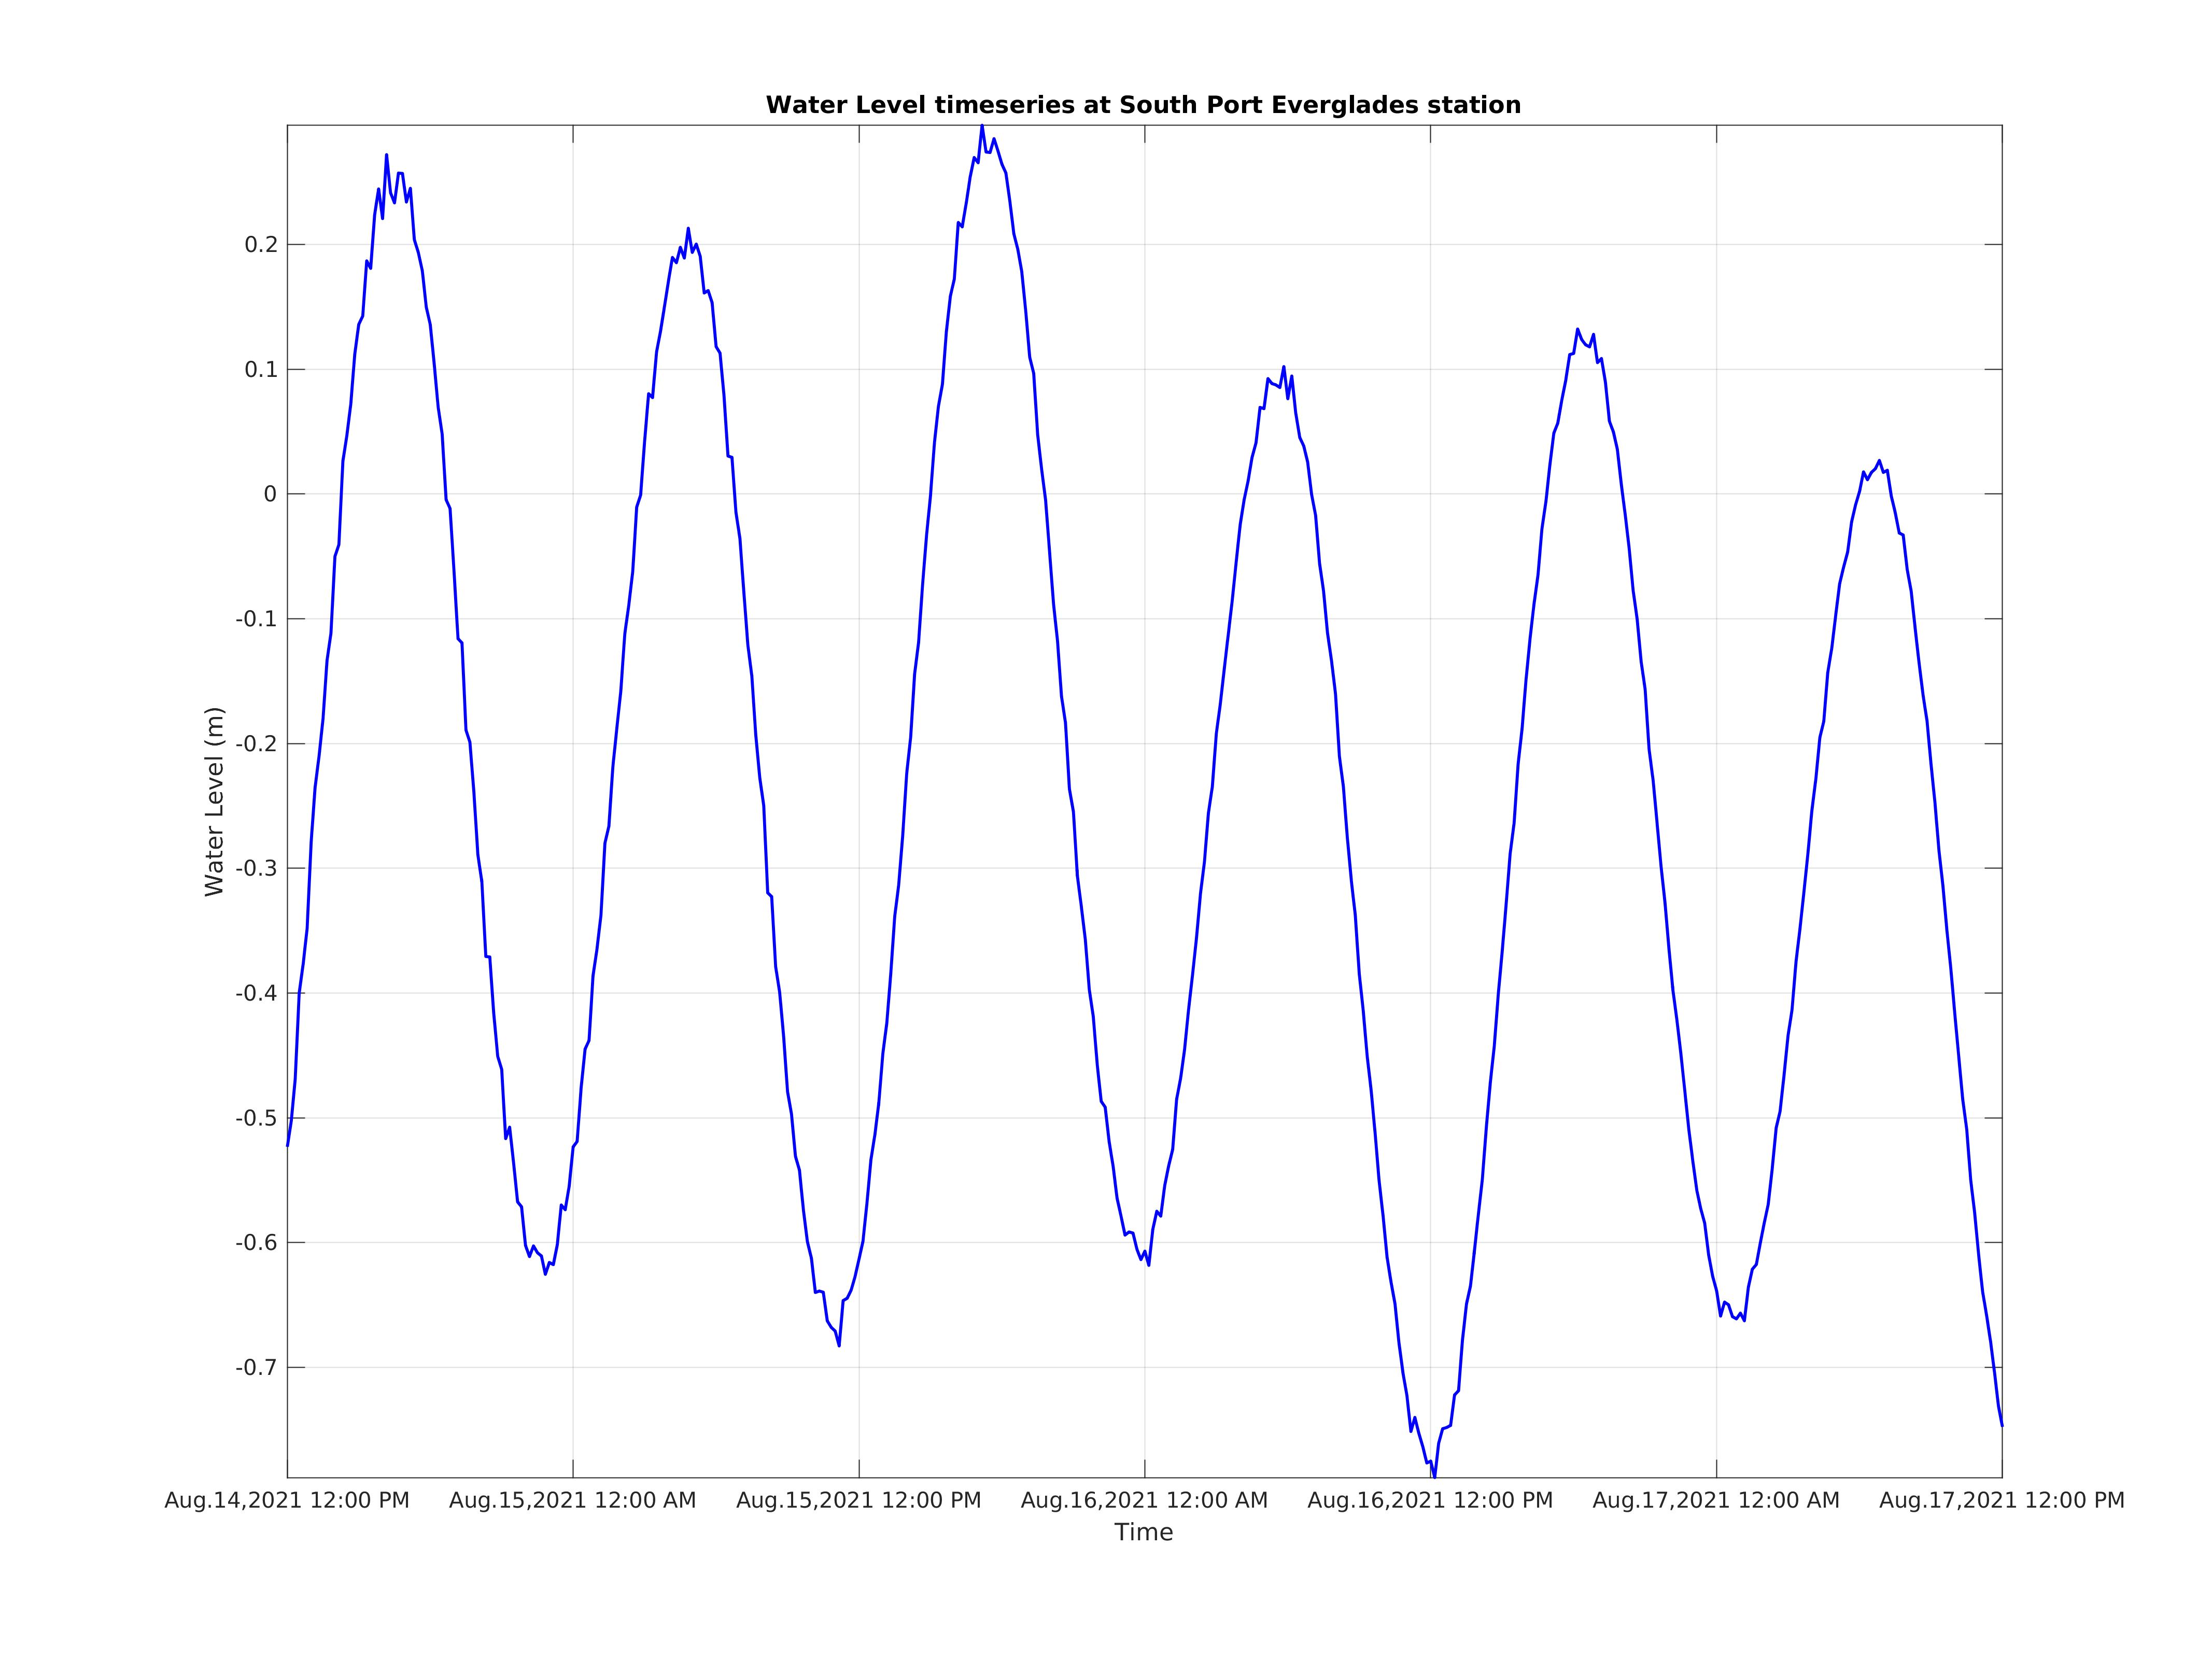 Water Level timeseries at South Port Everglades station
0.2
0.1
0
-0.1
-0.2
-0.3
-0.4
-0.5
-0.6
-0.7
Water Level (m)
Aug.14,2021 12:00 PM
Aug.15,2021 12:00 AM
Aug.15,2021 12:00 PM
Aug.16,2021 12:00 AM
Aug.16,2021 12:00 PM
Aug.17,2021 12:00 AM
Aug.17,2021 12:00 PM
Time